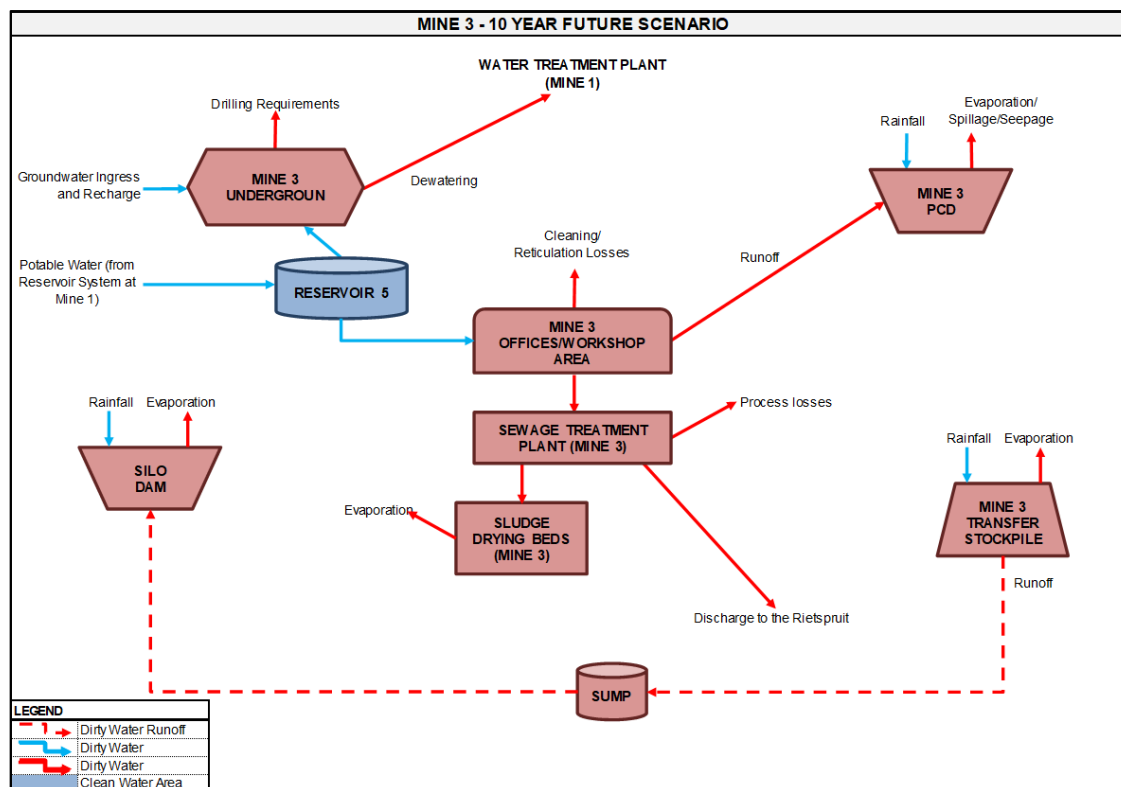 MINE 3 - 10 YEAR FUTURE SCENARIO
WATER TREATMENT PLANT
(MINE 1)
Drilling Requirements
Evaporation/
Spillage/Seepage
Rainfall
Groundwater Ingress
and Recharge
MINE 3
UNDERGROUN
Dewatering
MINE 3
PCD
Cleaning/
Reticulation Losses
Runoff
Potable Water (from
Reservoir System at
Mine 1)
RESERVOIR 5
MINE 3
OFFICES/WORKSHOP
AREA
Rainfall
Evaporation
Process losses
SEWAGE TREATMENT
PLANT (MINE 3)
Rainfall
Evaporation
SILO
DAM
Evaporation
SLUDGE
DRYING BEDS
(MINE 3)
MINE 3
TRANSFER
STOCKPILE
Runoff
Discharge to the Rietspruit
SUMP
LEGEND
Dirty Water Runoff
Dirty Water
Dirty Water
Clean Water Area